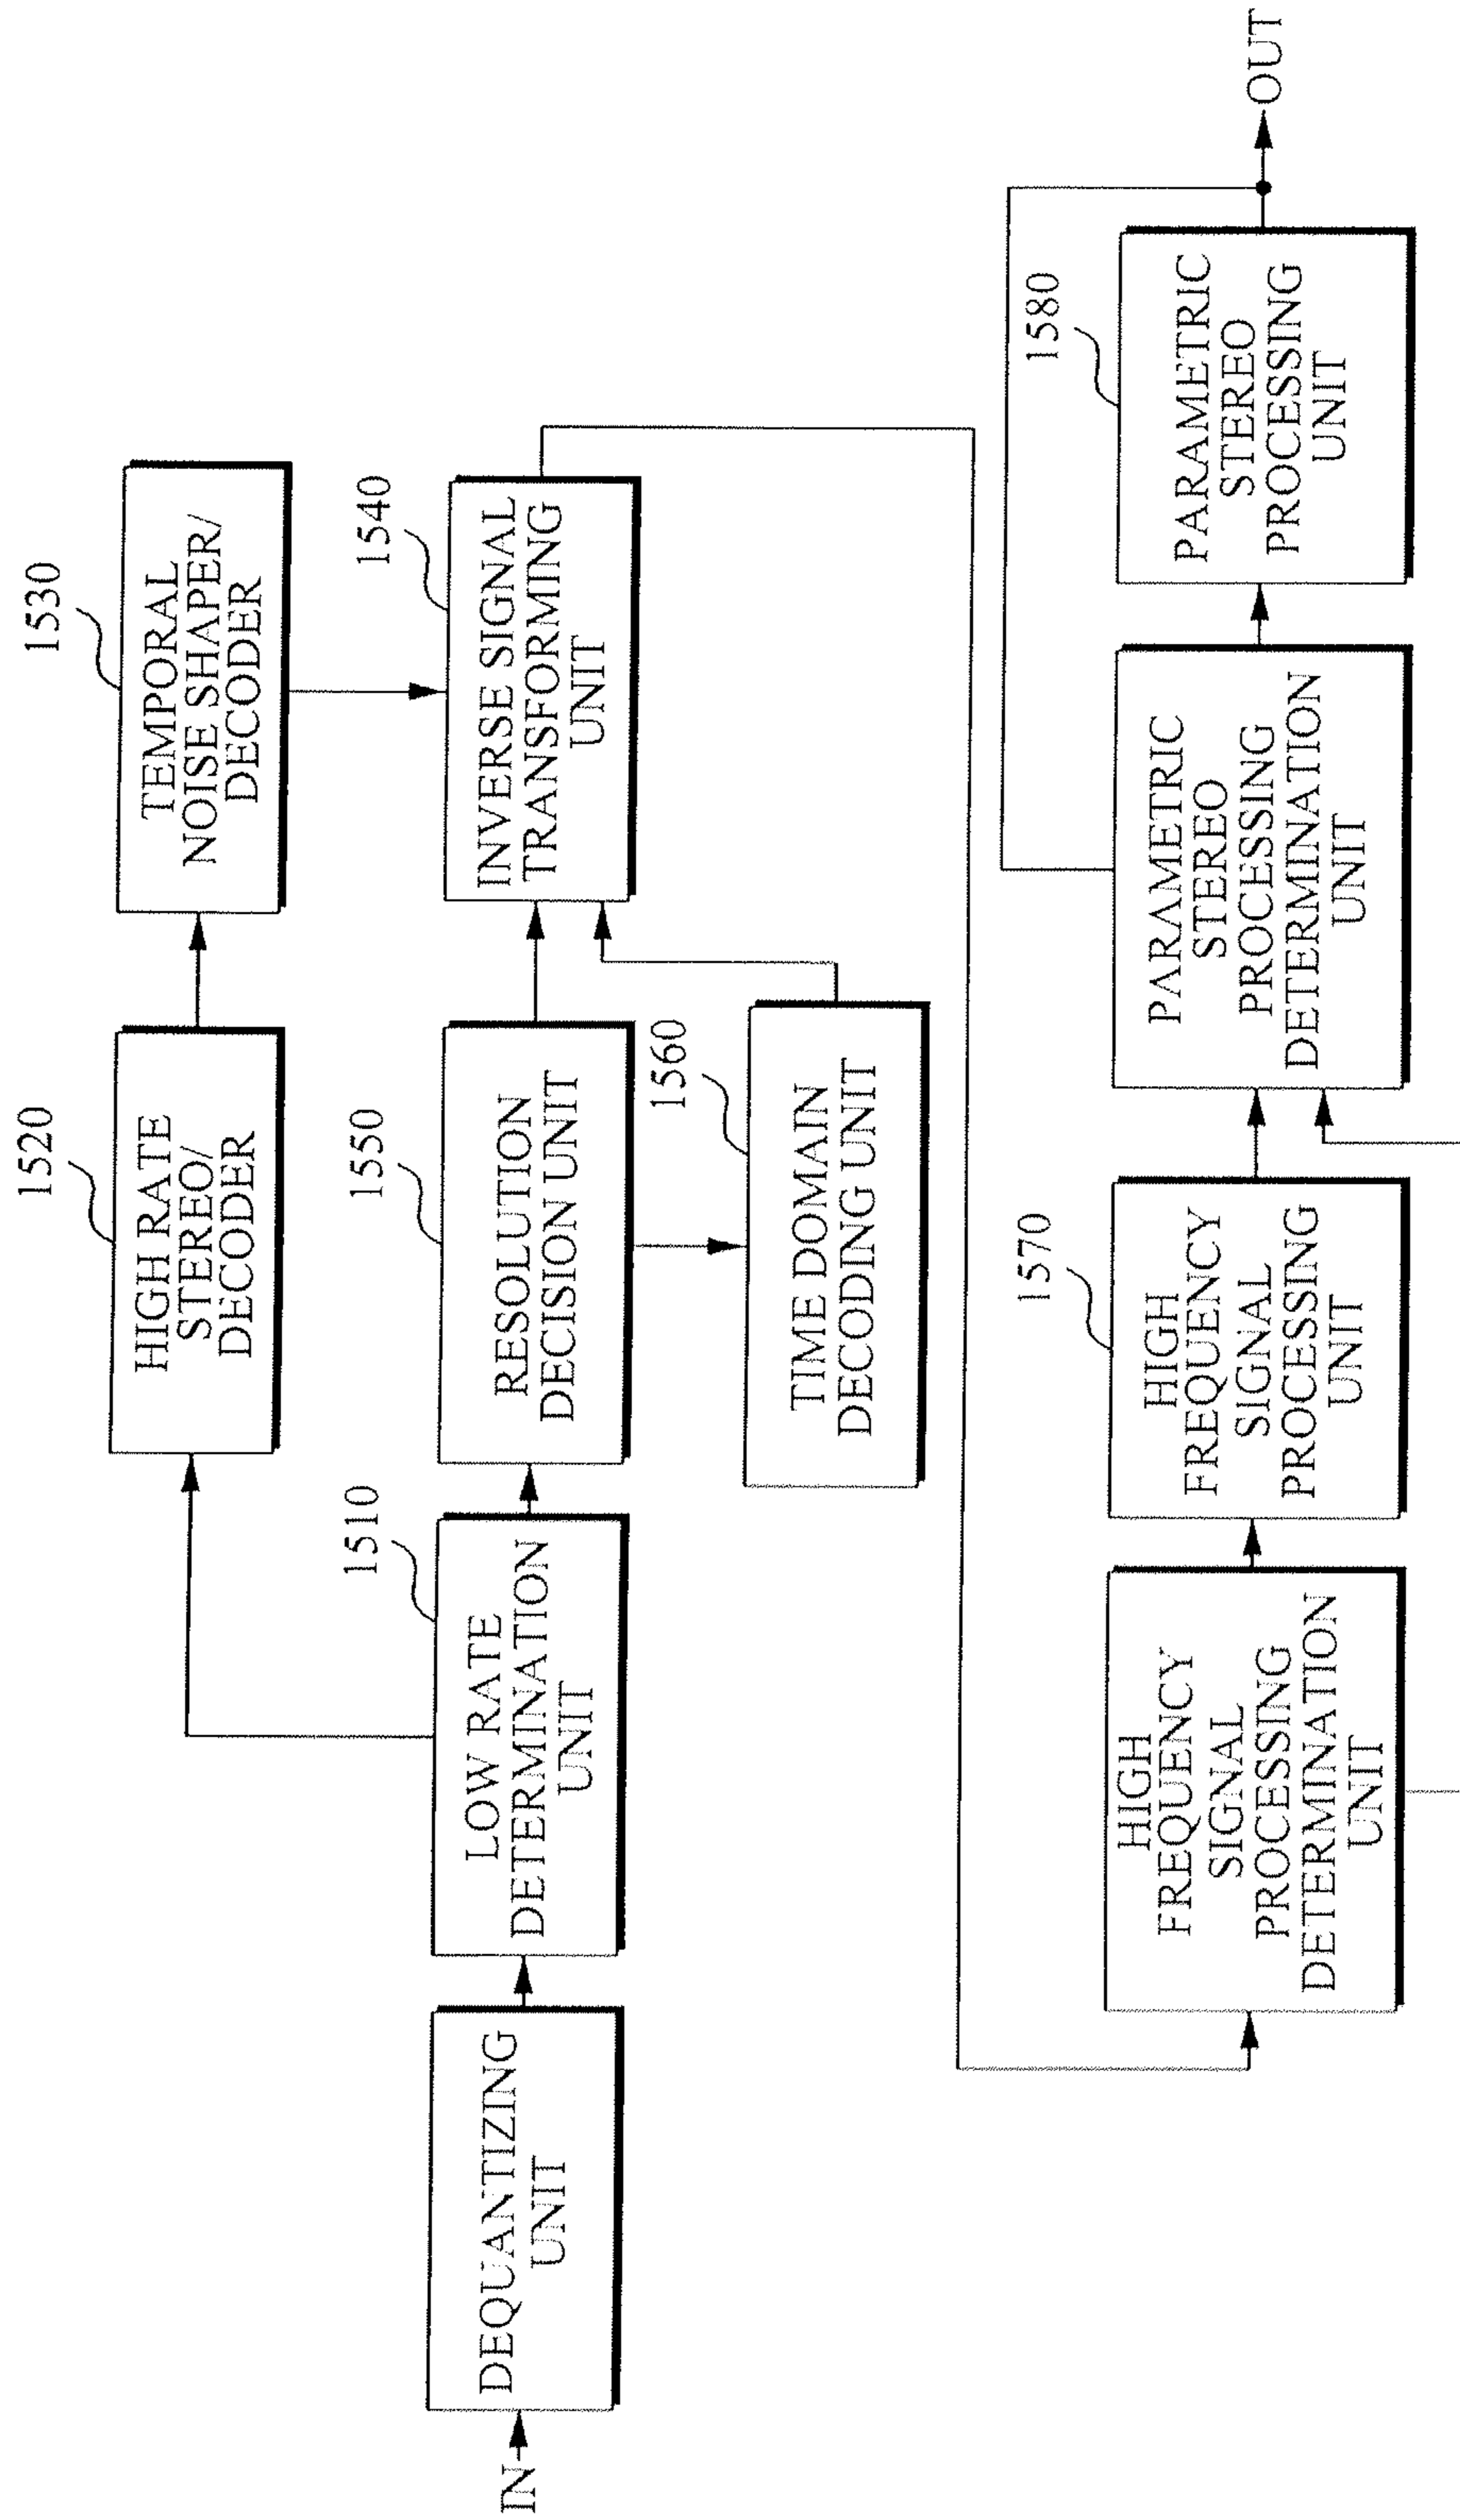 1520
HIGH RATE
STEREO/
DECODER
1530
TEMPORAL
NOISE SHAPER/
DECODER
IN
DEQUANTIZING
UNIT
1510
LOW RATE
DETERMINATION
UNIT
1550
RESOLUTION
DECISION UNIT
1540
INVERSE SIGNAL
TRANSFORMING
UNIT
1560
TIME DOMAIN
DECODING UNIT
HIGH
FREQUENCY
SIGNAL
PROCESSING
DETERMINATION
UNIT
1570
HIGH
FREQUENCY
SIGNAL
PROCESSING
UNIT
PARAMETRIC
STEREO
PROCESSING
DETERMINATION
UNIT
1580
PARAMETRIC
STEREO
PROCESSING
UNIT
OUT